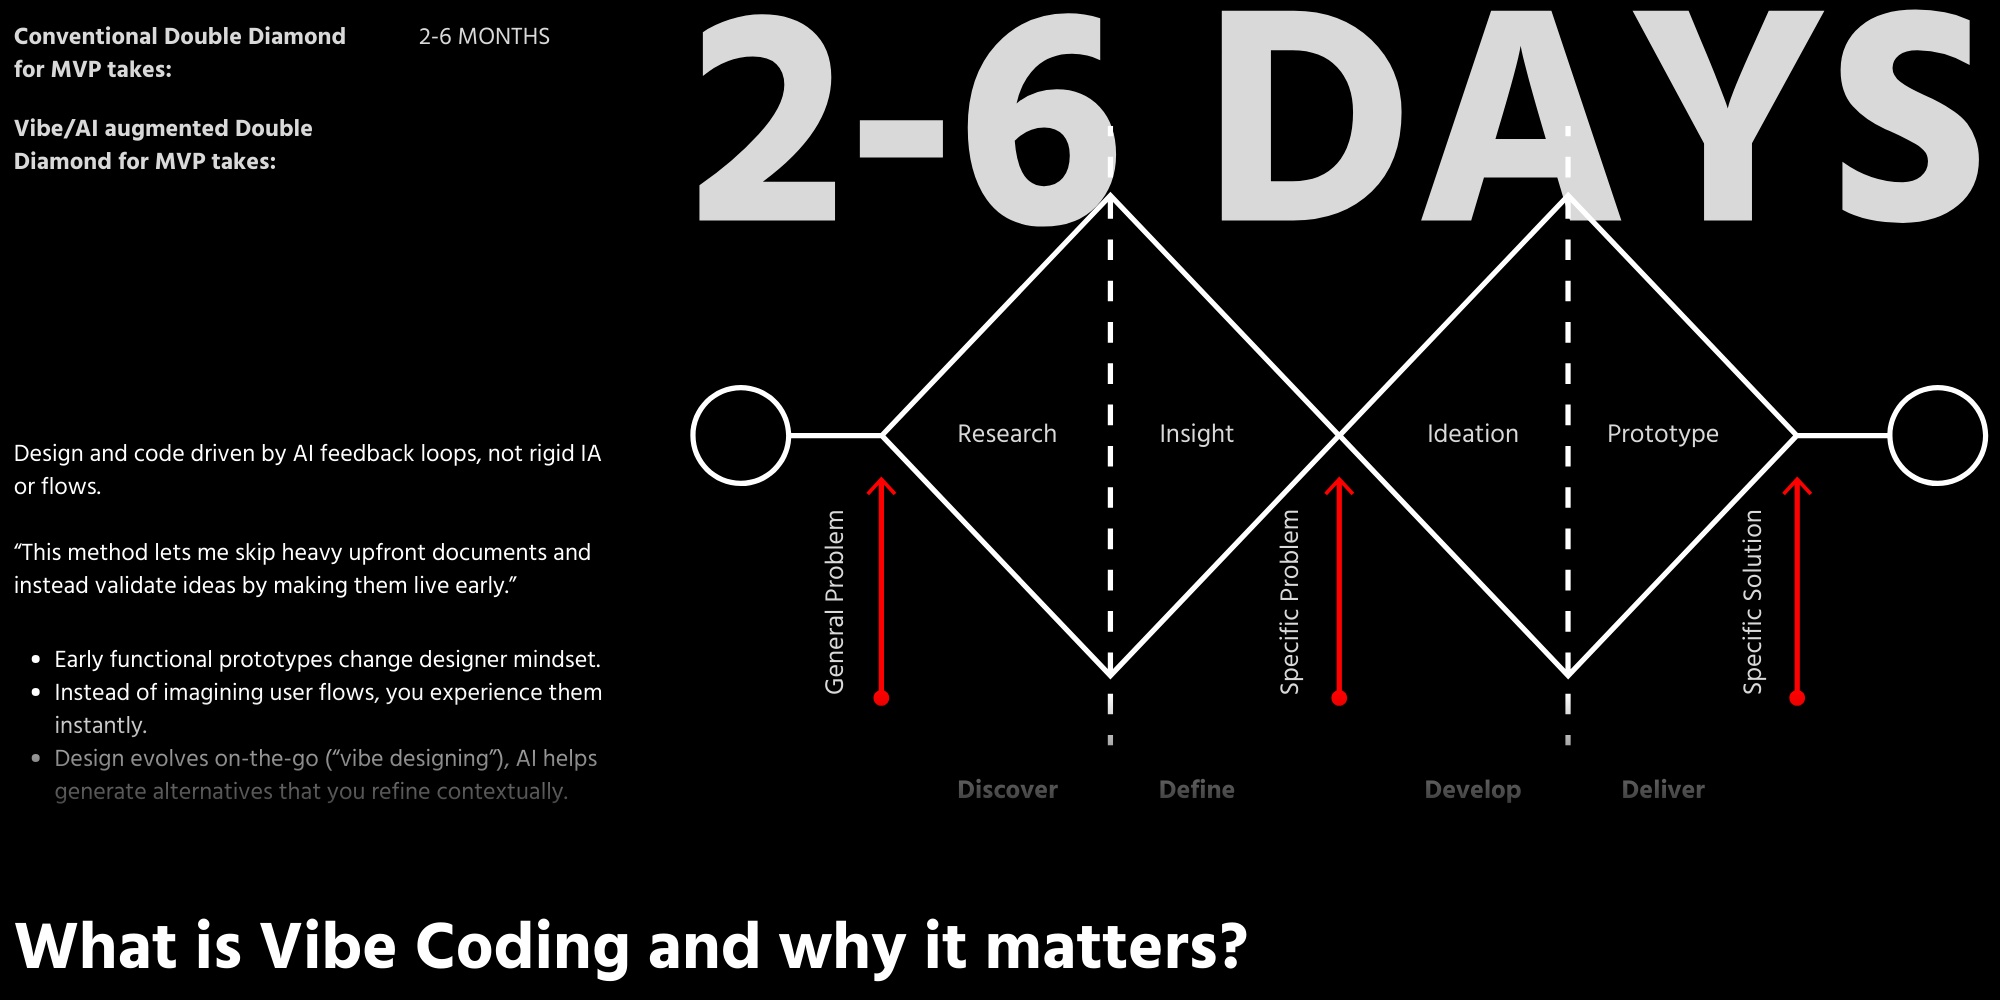 Conventional Double Diamond
for MVP takes:
2-6 MONTHS
Vibe/AI augmented Double
Diamond for MVP takes:
2-6 DAYS
Design and code driven by AI feedback loops, not rigid IA
or flows.
“This method lets me skip heavy upfront documents and
instead validate ideas by making them live early.”
• Early functional prototypes change designer mindset.
• Instead of imagining user flows, you experience them
instantly.
• Design evolves on-the-go (“vibe designing”), AI helps
generate alternatives that you refine contextually.
Research
Insight
Ideation
Prototype
General Problem
Specific Problem
Specific Solution
Discover
Define
Develop
Deliver
What is Vibe Coding and why it matters?